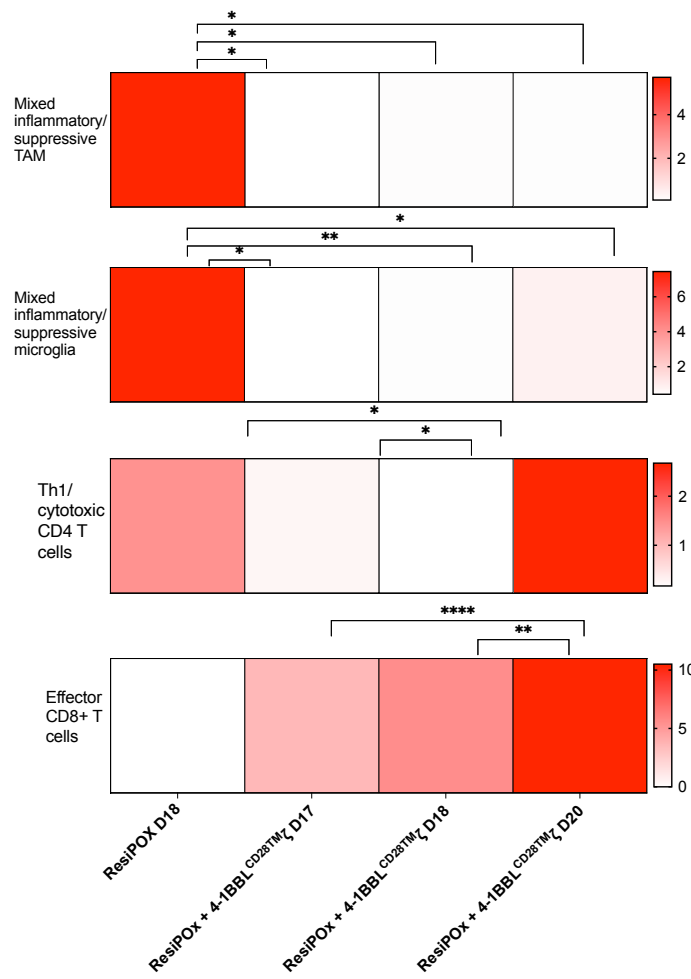 *
*
*
Mixed
inflammatory/
suppressive
TAM
4
2
*
**
*
Mixed
inflammatory/
suppressive
microglia
6
4
2
*
*
Th1/
cytotoxic
CD4 T
cells
2
1
****
**
Effector
CD8+ T
cells
10
5
0
ResiPOX D18
ResiPOx + 4-1BBL CD28TMζ D17
ResiPOx + 4-1BBL CD28TMζ D18
ResiPOx + 4-1BBL CD28TMζ D20